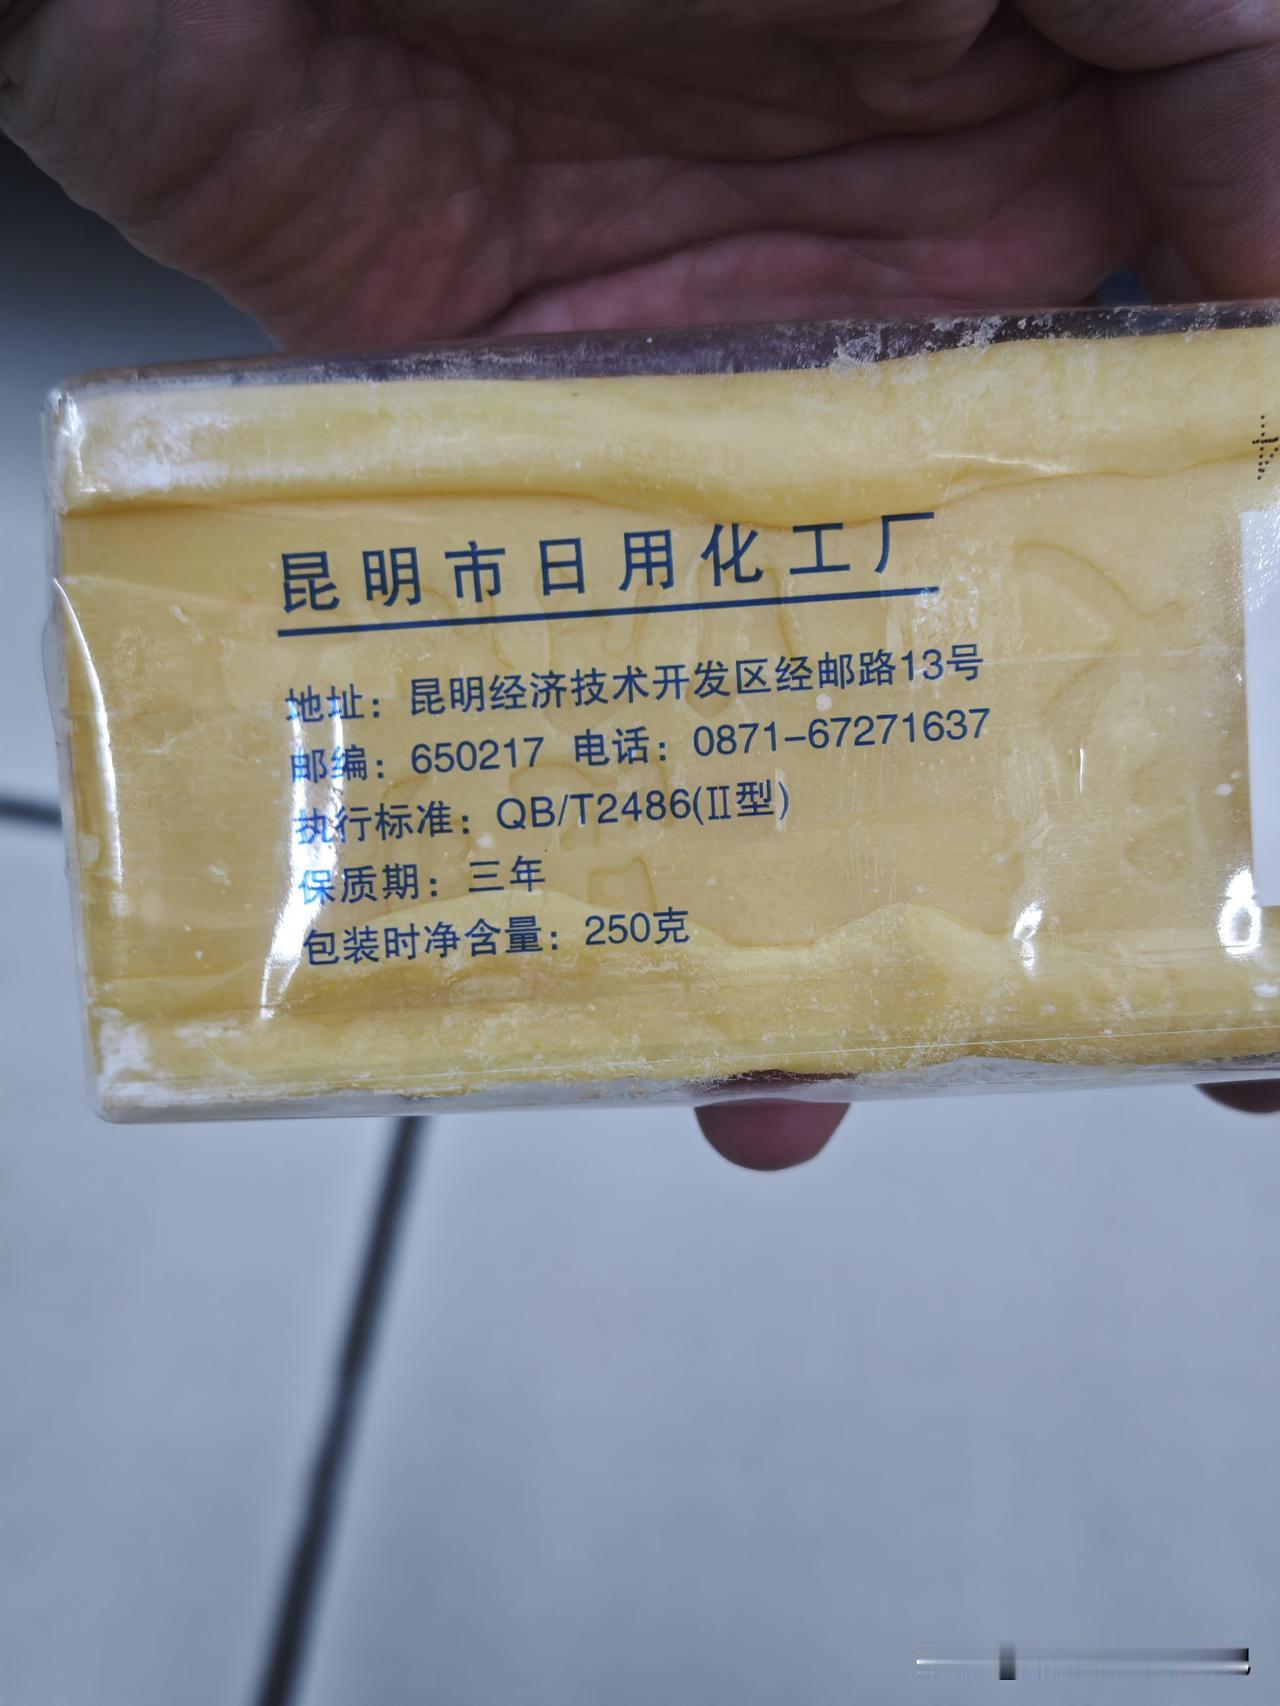 昆明市日用化工厂
地址：昆明经济技术开发区经邮路13号
邮编：650217 电话：0871-67271637
执行标准：QB/T2486(Ⅱ型)
保质期：三年
包装时净含量：250克